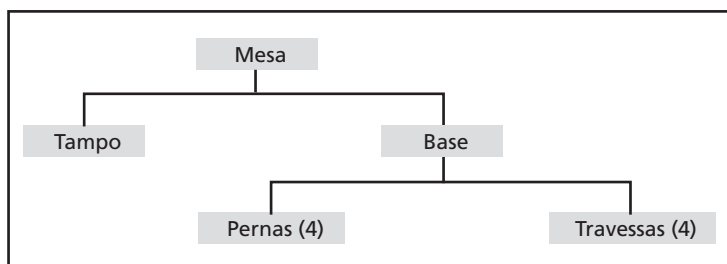 Mesa
Tampo
Base
Pernas (4)
Travessas (4)